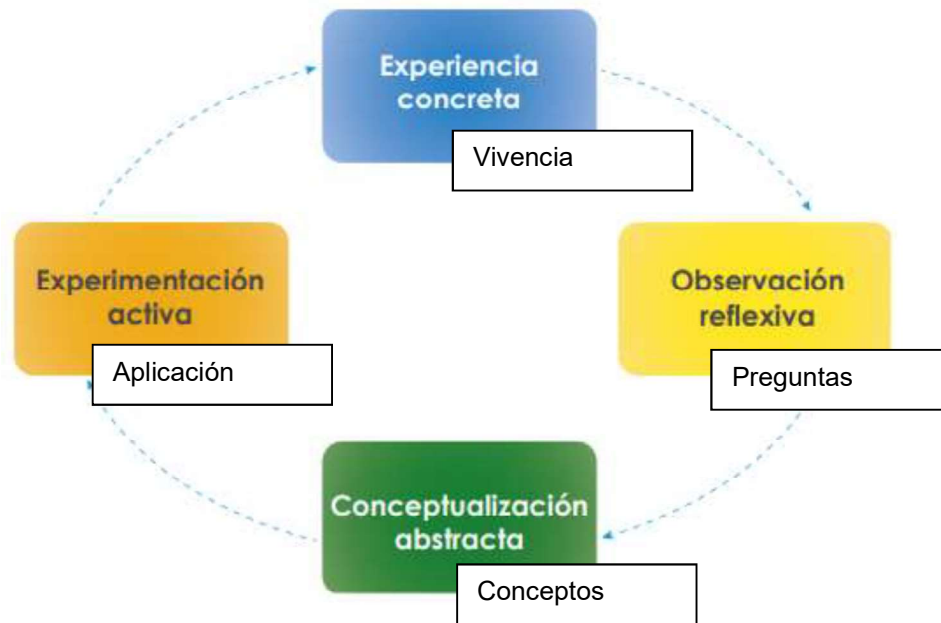 Experiencia
concreta
Vivencia
Observación
reflexiva
Preguntas
Conceptualización
abstracta
Conceptos
Experimentación
activa
Aplicación